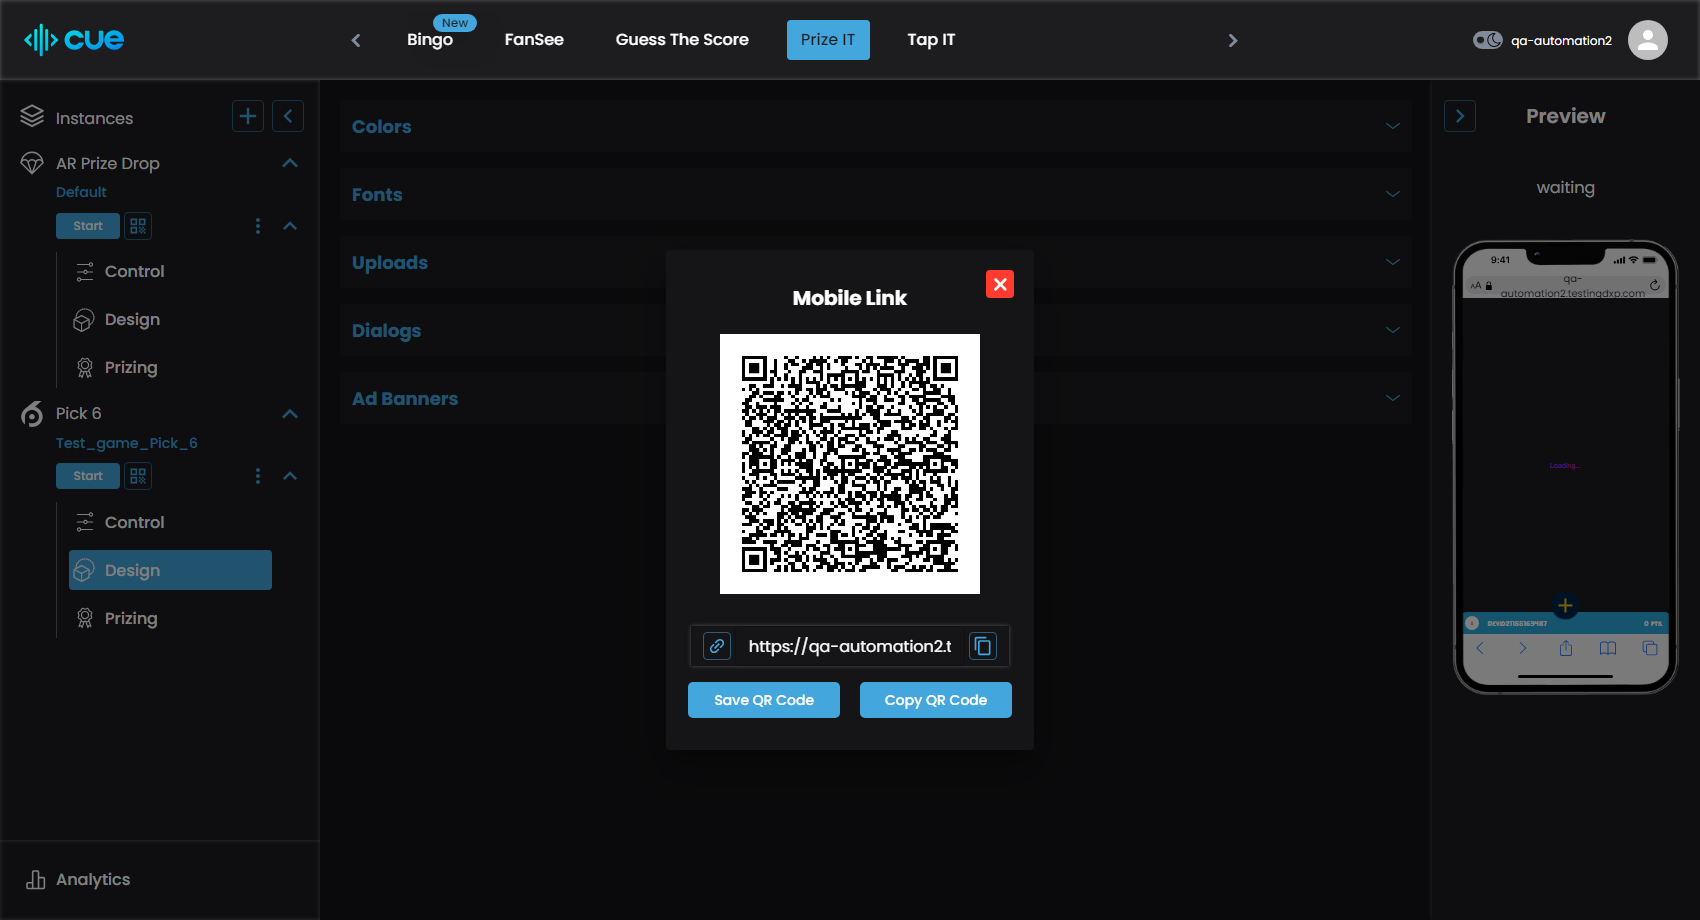 cue
New
Bingo
FanSee
Guess The Score
Prize IT
Tap IT
qa-automation2
Instances
AR Prize Drop
Default
Start
Control
Design
Prizing
Pick 6
Test_game_Pick_6
Start
Control
Design
Prizing
Analytics
Colors
Fonts
Uploads
Dialogs
Ad Banners
Mobile Link
https://qa-automation2.t
Save QR Code
Copy QR Code
Preview
waiting
9:41
AA
qa-
automation2.testingdxp.com
Loading...
0 PTS.